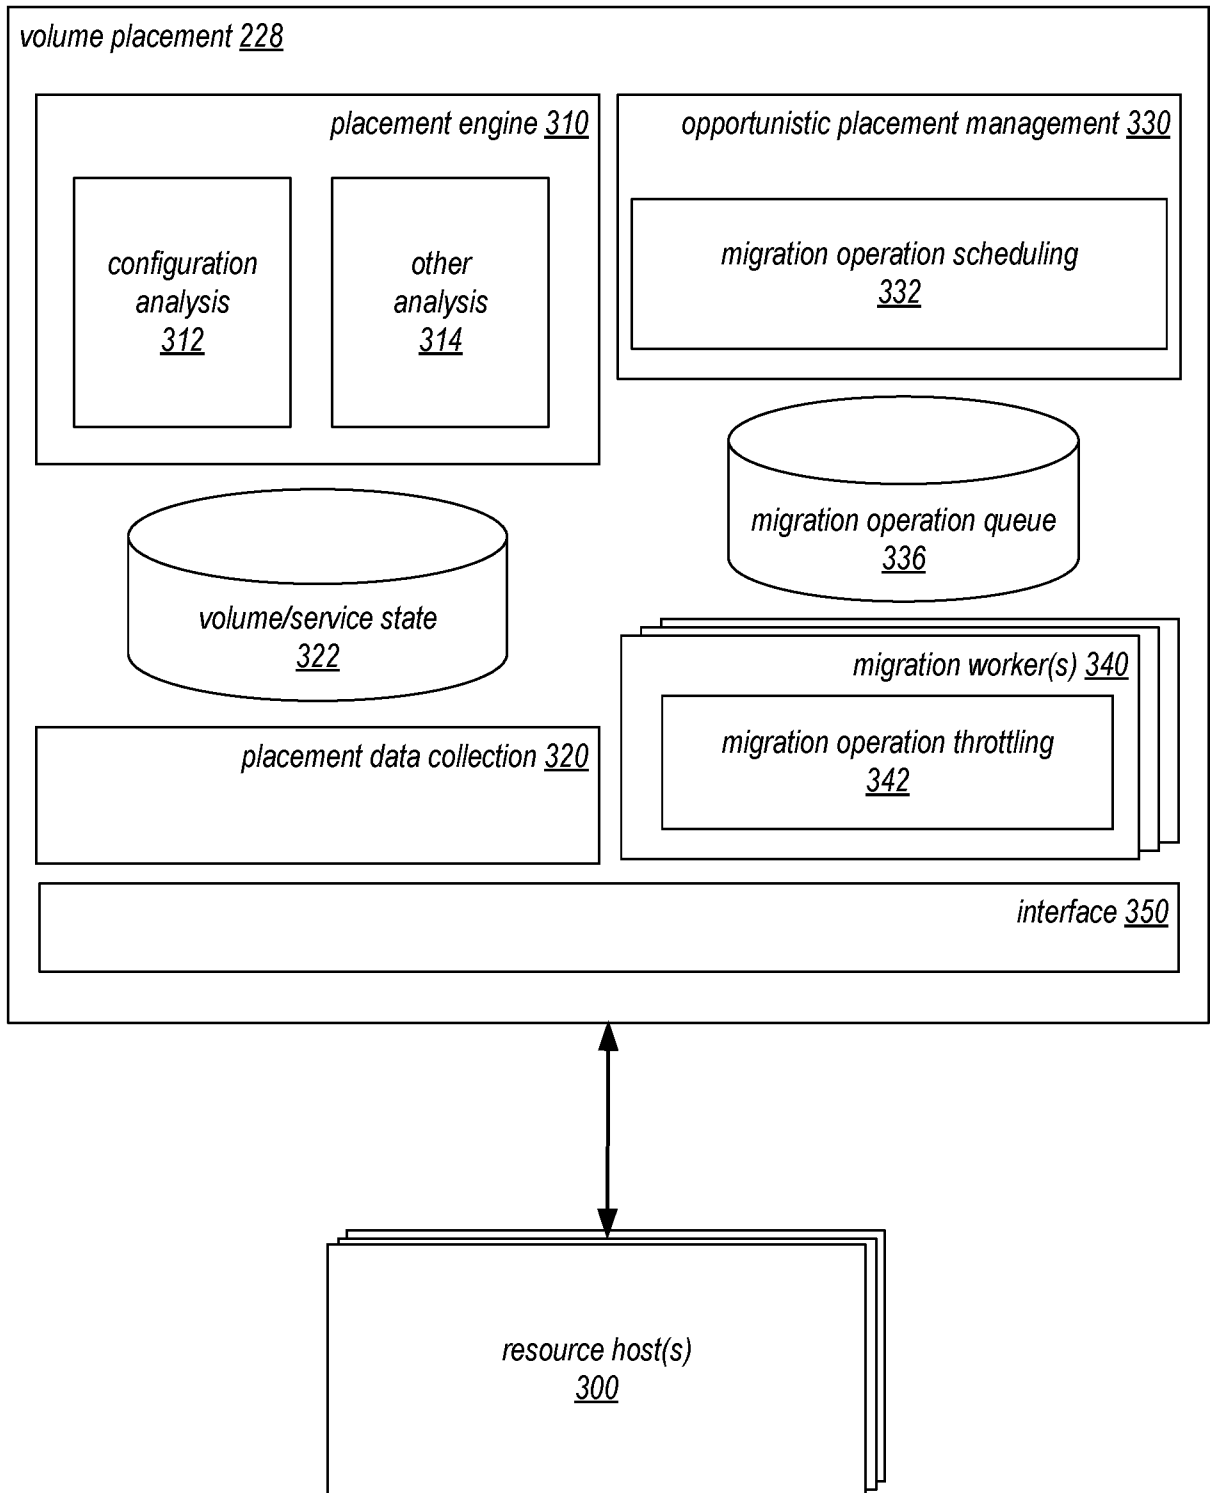 volume placement 228
placement engine 310
configuration
analysis
312
other
analysis
314
opportunistic placement management 330
migration operation scheduling
332
migration operation queue
336
volume/service state
322
migration worker(s) 340
migration operation throttling
342
placement data collection 320
interface 350
resource host(s)
300